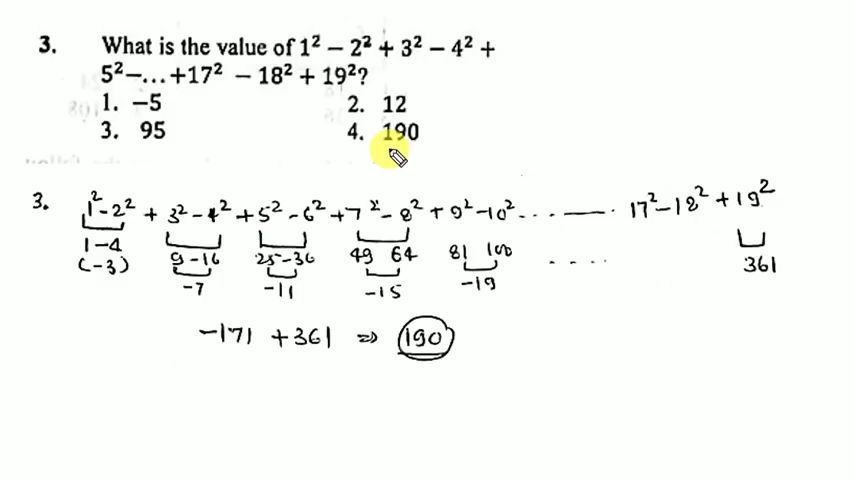 3. What is the value of 1² − 2² + 3² − 4² +
5² −... +17² − 18² + 19²?
1. −5 2. 12
3. 95 4. 190
3. 1² − 2² + 3² − 4² + 5² − 6² + 7² − 8² + 9² − 10² ..... —— . 17² − 18² + 19²
1 − 4 9 − 16 25 − 36 49 64 81 100 .... 361
(−3) −7 −11 −15 −19
−171 + 361 ⇒ 190